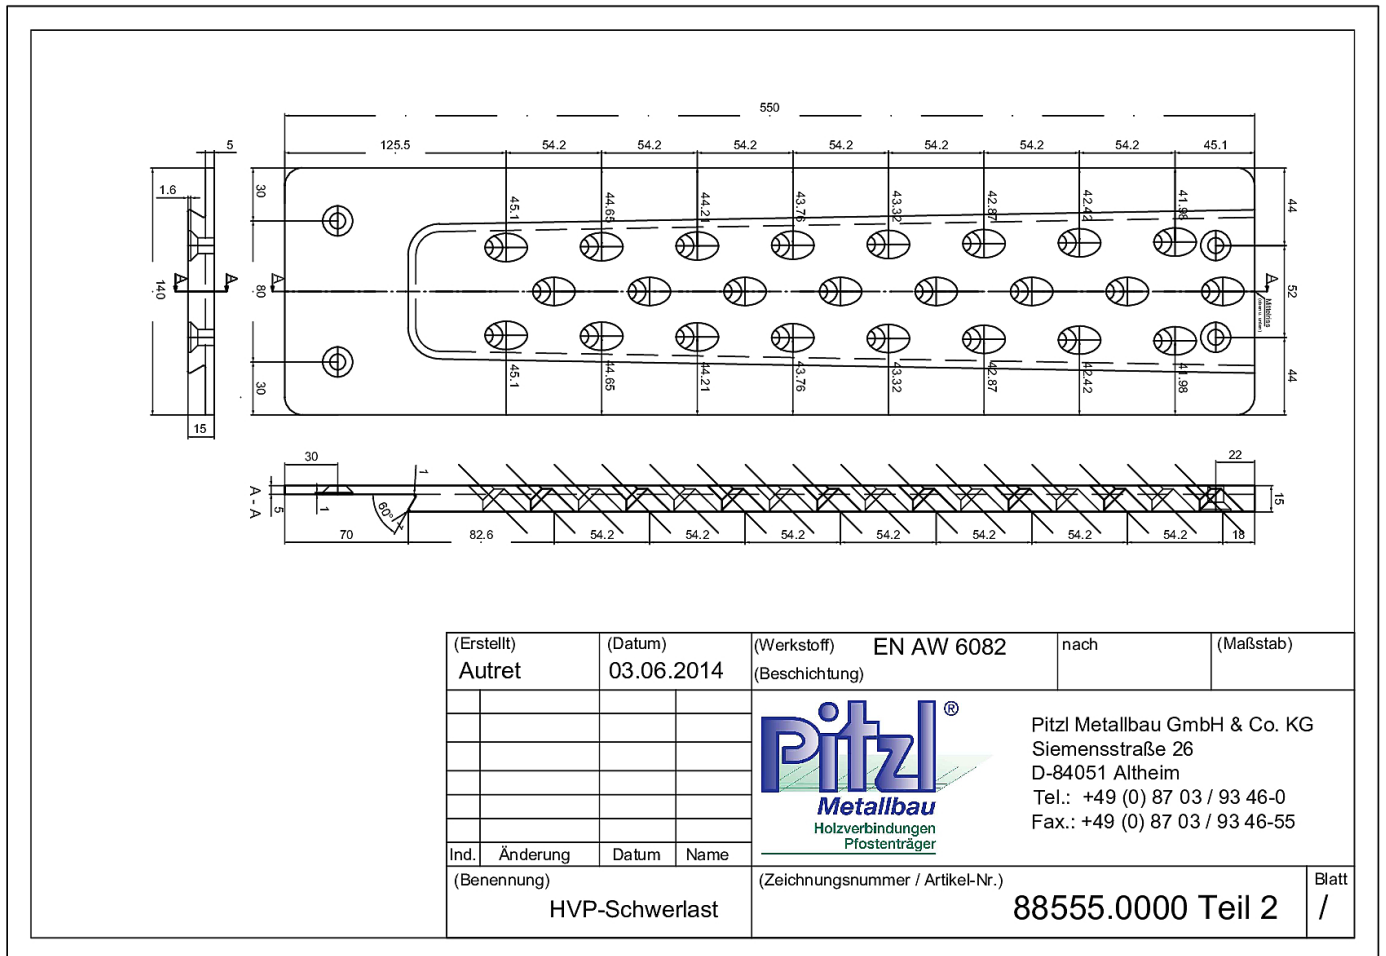 550
125.5 54.2 54.2 54.2 54.2 54.2 54.2 54.2 45.1
5
1.6
30
80
30
140
15
A A A A
45.1 44.65 44.21 43.76 43.32 42.87 42.42 41.98
44
52
44
Mittelriss
45.1 44.65 44.21 43.76 43.32 42.87 42.42 41.98
30
1
22
A - A
5
1
60°
15
70 82.6 54.2 54.2 54.2 54.2 54.2 54.2 54.2 18
(Erstellt) (Datum) (Werkstoff) EN AW 6082 nach (Maßstab)
Autret 03.06.2014 (Beschichtung)
Pitzl ®
Metallbau
Holzverbindungen
Pfostenträger
Pitzl Metallbau GmbH & Co. KG
Siemensstraße 26
D-84051 Altheim
Tel.: +49 (0) 87 03 / 93 46-0
Fax.: +49 (0) 87 03 / 93 46-55
Ind. Änderung Datum Name
(Benennung) (Zeichnungsnummer / Artikel-Nr.) Blatt
HVP-Schwerlast 88555.0000 Teil 2 /